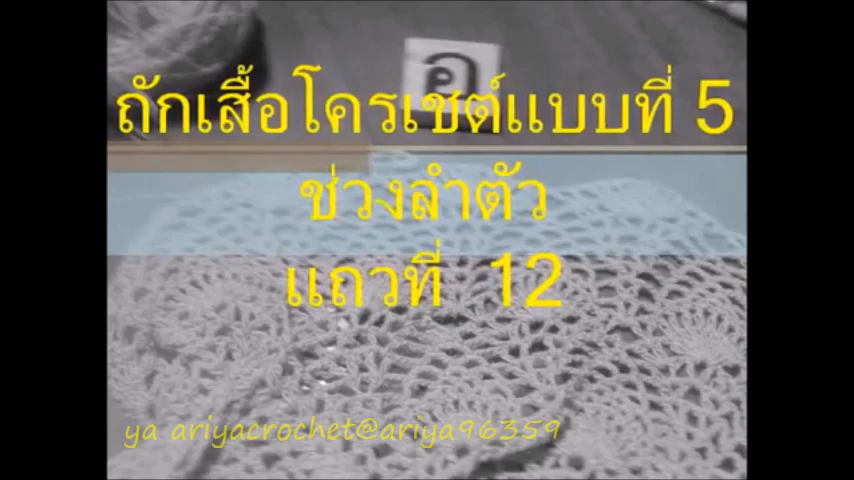 อ
ถักเสื้อโครเชต์แบบที่ 5
ช่วงลำตัว
แถวที่ 12
ya ariyacrochet@ariya96359